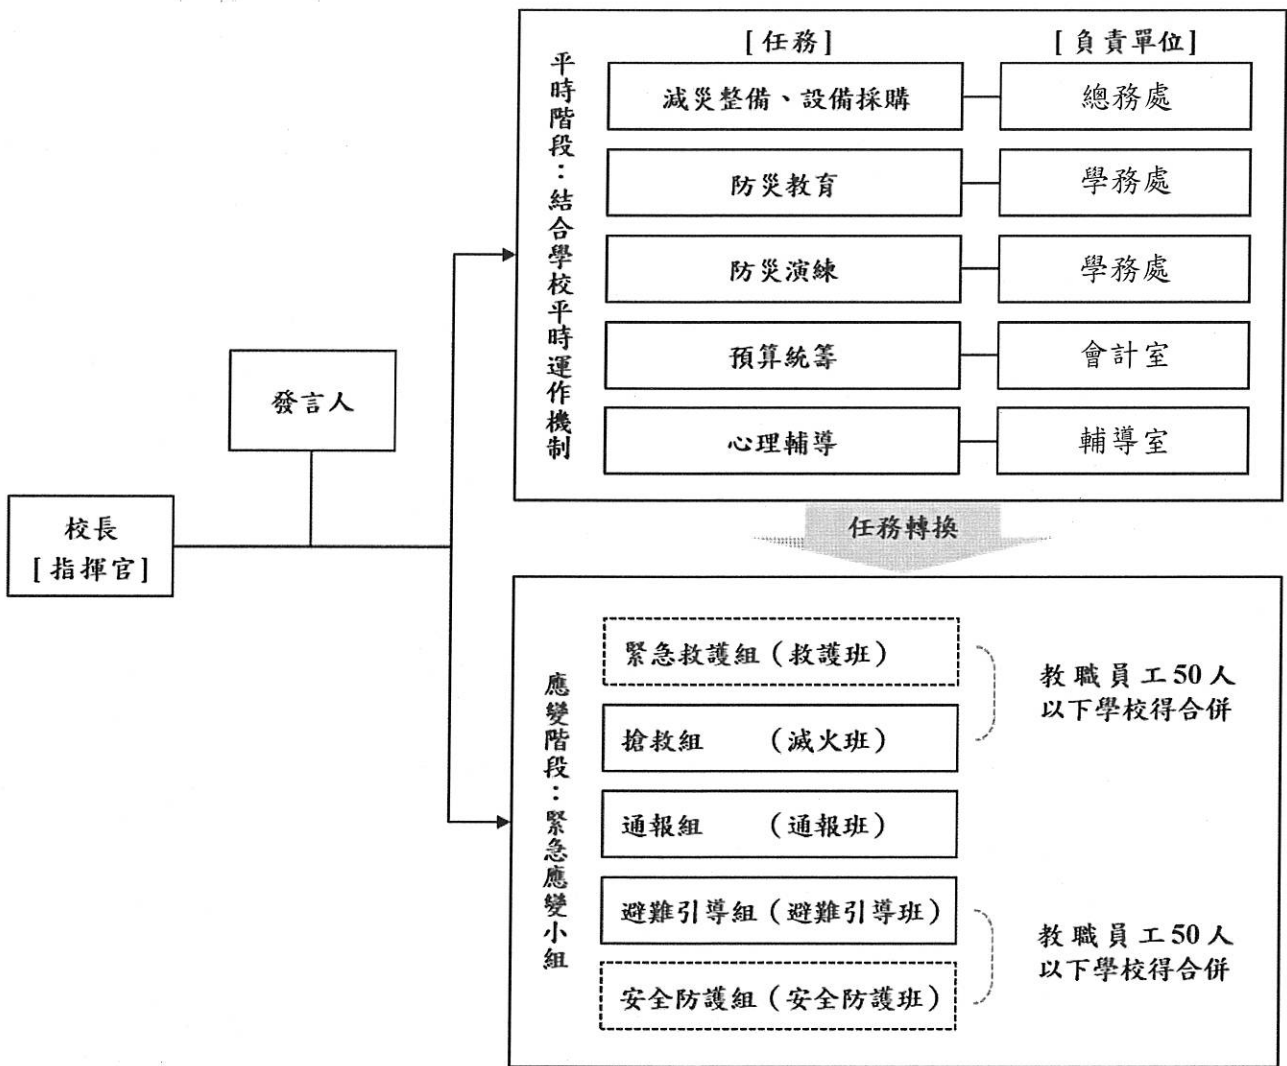 校長
[指揮官]
發言人
平時階段：結合學校平時運作機制
[任務] [負責單位]
減災整備、設備採購 總務處
防災教育 學務處
防災演練 學務處
預算統籌 會計室
心理輔導 輔導室
任務轉換
應變階段：緊急應變小組
緊急救護組（救護班）
搶救組 （滅火班）
教職員工50人
以下學校得合併
通報組 （通報班）
避難引導組（避難引導班）
安全防護組（安全防護班）
教職員工50人
以下學校得合併